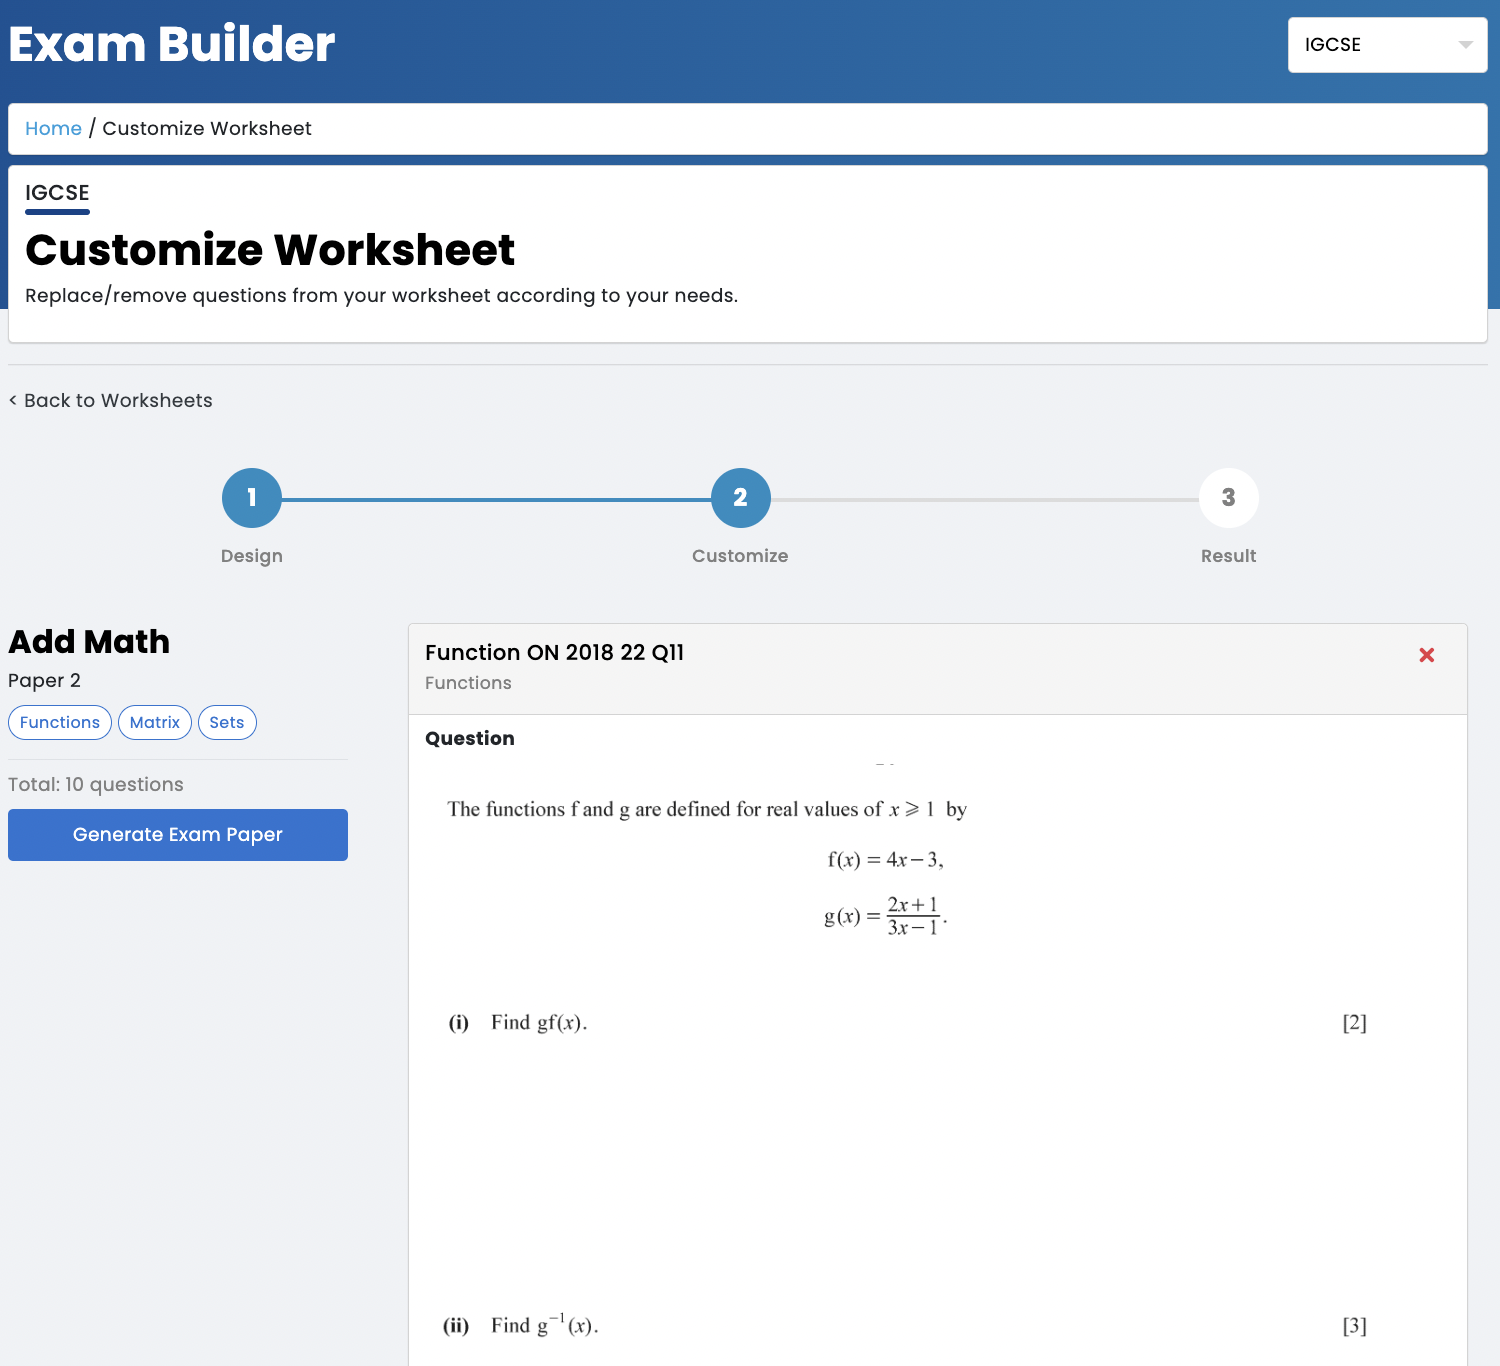 Exam Builder
IGCSE
Home / Customize Worksheet
IGCSE
Customize Worksheet
Replace/remove questions from your worksheet according to your needs.
< Back to Worksheets
1
2
3
Design
Customize
Result
Add Math
Paper 2
Functions
Matrix
Sets
Total: 10 questions
Generate Exam Paper
Function ON 2018 22 Q11
Functions
Question
The functions f and g are defined for real values of x ⩾ 1 by
f(x) = 4x − 3,
g(x) = (2x + 1)/(3x − 1).
(i) Find gf(x). [2]
(ii) Find g⁻¹(x). [3]